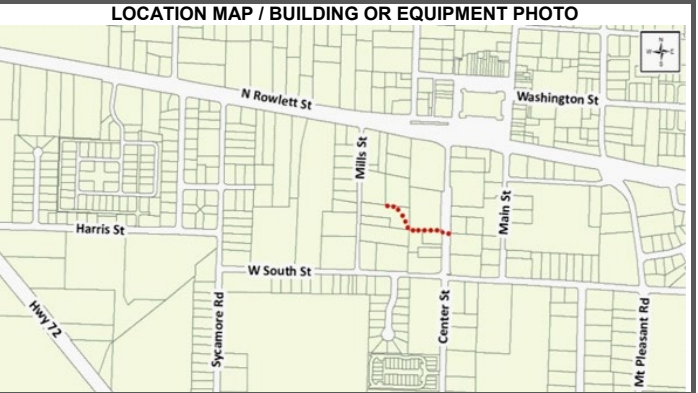 LOCATION MAP / BUILDING OR EQUIPMENT PHOTO
N
W E
S
N Rowlett St
Washington St
Mills St
Main St
Harris St
W South St
Hwy 72
Sycamore Rd
Center St
Mt Pleasant Rd